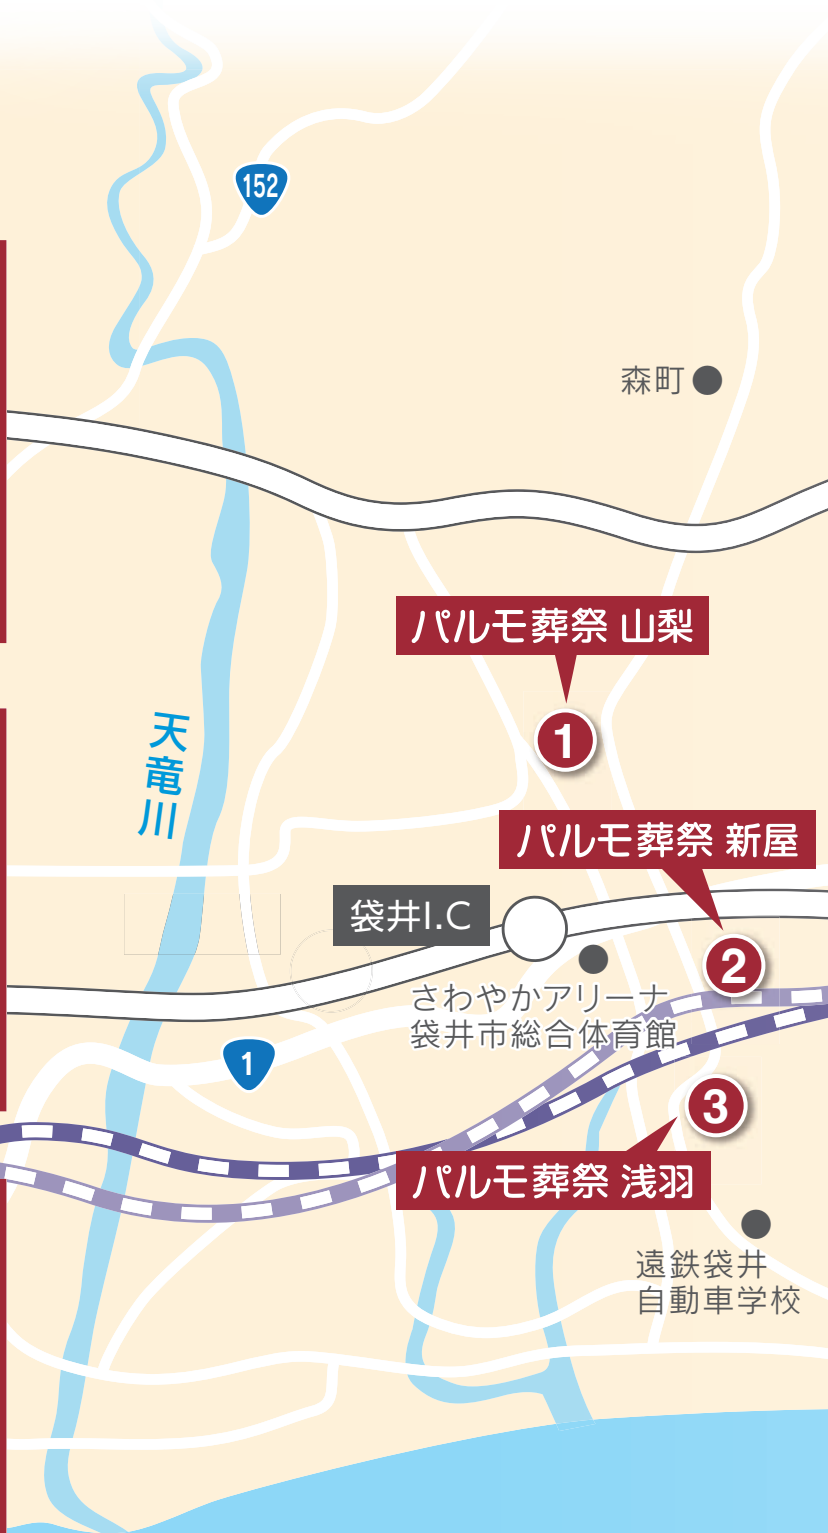 152
森町
パルモ葬祭 山梨
1
天竜川
パルモ葬祭 新屋
袋井I.C
2
さわやかアリーナ
袋井市総合体育館
1
3
パルモ葬祭 浅羽
遠鉄袋井
自動車学校